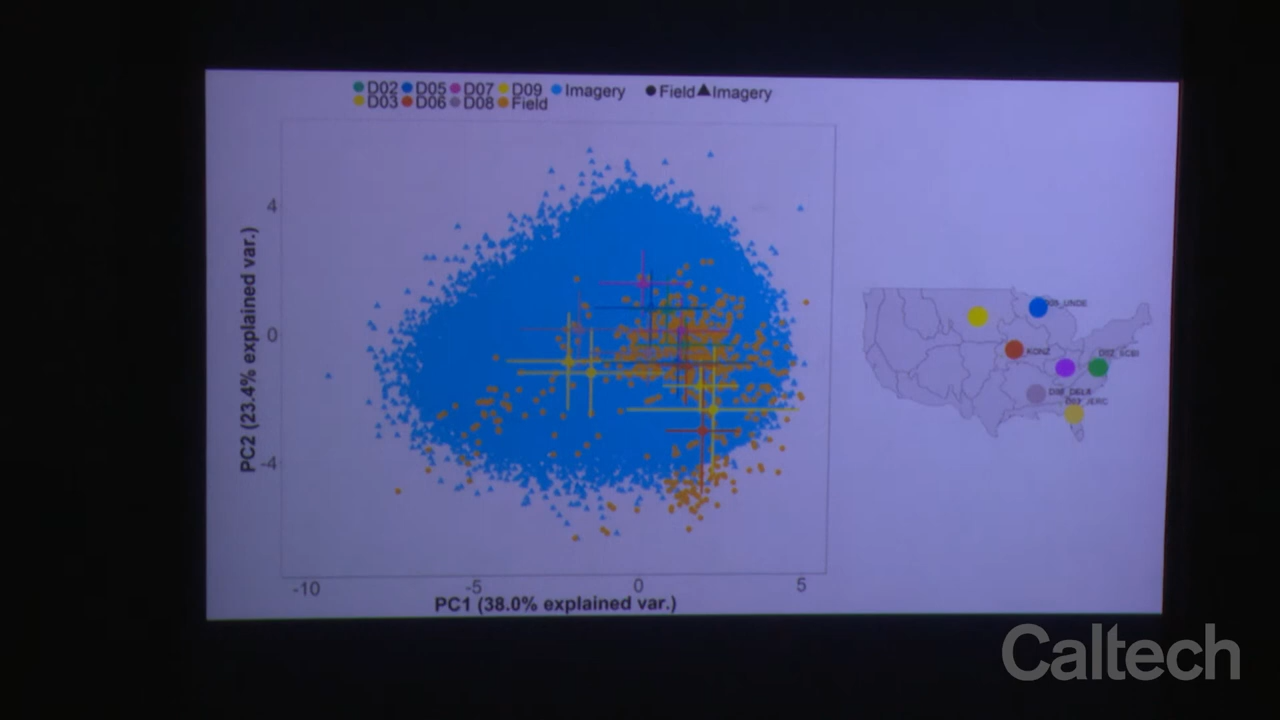 D02 D05 D07 D09 Imagery Field Imagery
D03 D06 D08 Field
4
0
-4
PC2 (23.4% explained var.)
-10 -5 0 5
PC1 (38.0% explained var.)
KONZ
Caltech